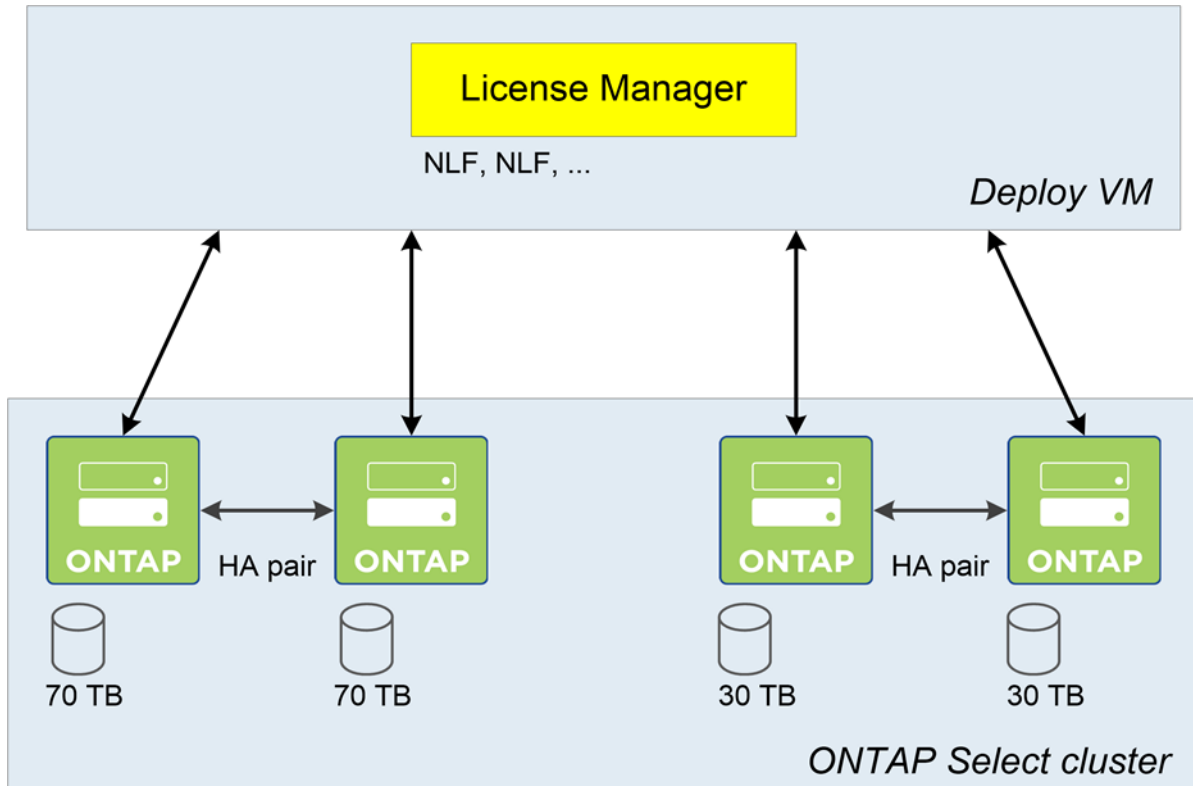 License Manager
NLF, NLF, ...
Deploy VM
ONTAP
HA pair
ONTAP
ONTAP
HA pair
ONTAP
70 TB
70 TB
30 TB
30 TB
ONTAP Select cluster